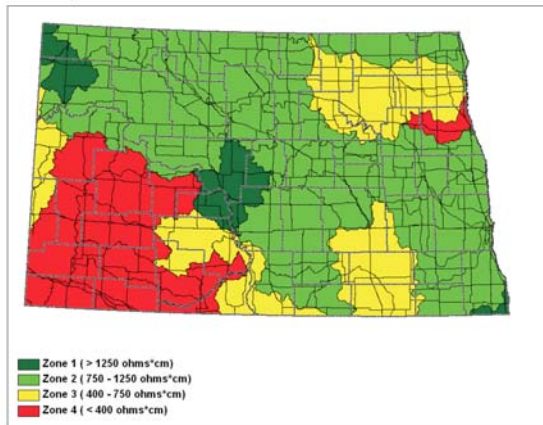 Zone 1 ( > 1250 ohms*cm)
Zone 2 ( 750 - 1250 ohms*cm)
Zone 3 ( 400 - 750 ohms*cm)
Zone 4 ( < 400 ohms*cm)